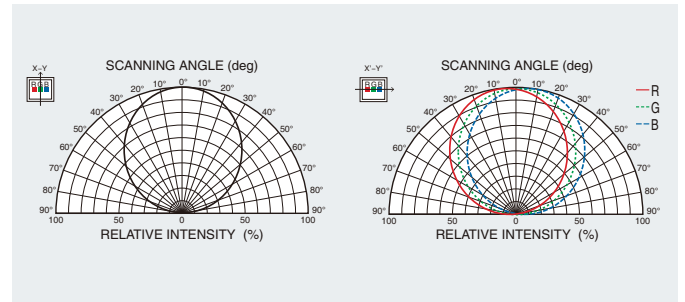 X-Y
RGB
SCANNING ANGLE (deg)
0°
10° 10°
20° 20°
30° 30°
40° 40°
50° 50°
60° 60°
70° 70°
80° 80°
90° 90°
100 50 0 50 100
RELATIVE INTENSITY (%)
X'-Y'
RGB
SCANNING ANGLE (deg)
0°
10° 10°
20° 20°
30° 30°
40° 40°
50° 50°
60° 60°
70° 70°
80° 80°
90° 90°
100 50 0 50 100
RELATIVE INTENSITY (%)
R
G
B